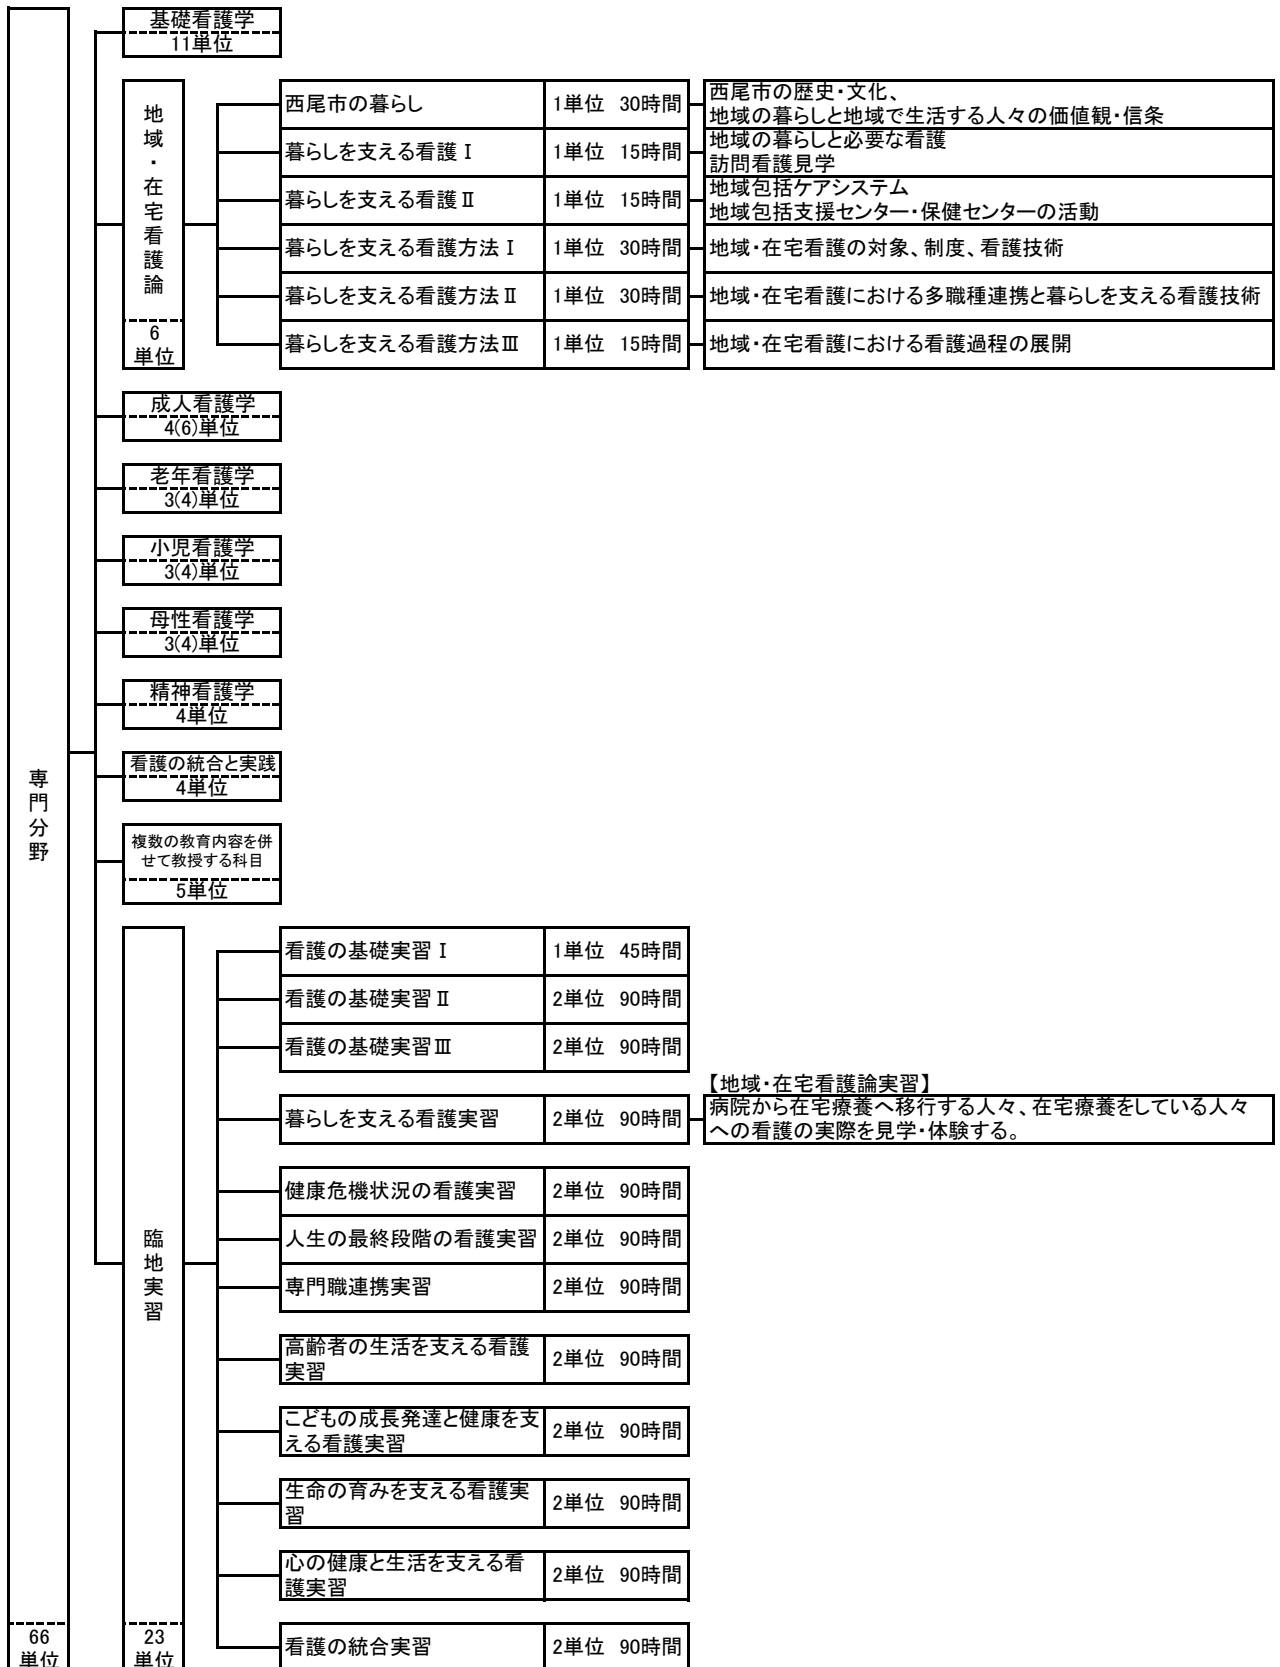 専門分野
66
単位
基礎看護学
11単位
地域・在宅看護論
6
単位
西尾市の暮らし 1単位 30時間
西尾市の歴史・文化、
地域の暮らしと地域で生活する人々の価値観・信条
暮らしを支える看護Ⅰ 1単位 15時間
地域の暮らしと必要な看護
訪問看護見学
暮らしを支える看護Ⅱ 1単位 15時間
地域包括ケアシステム
地域包括支援センター・保健センターの活動
暮らしを支える看護方法Ⅰ 1単位 30時間 地域・在宅看護の対象、制度、看護技術
暮らしを支える看護方法Ⅱ 1単位 30時間 地域・在宅看護における多職種連携と暮らしを支える看護技術
暮らしを支える看護方法Ⅲ 1単位 15時間 地域・在宅看護における看護過程の展開
成人看護学
4(6)単位
老年看護学
3(4)単位
小児看護学
3(4)単位
母性看護学
3(4)単位
精神看護学
4単位
看護の統合と実践
4単位
複数の教育内容を併
せて教授する科目
5単位
臨地実習
23
単位
看護の基礎実習Ⅰ 1単位 45時間
看護の基礎実習Ⅱ 2単位 90時間
看護の基礎実習Ⅲ 2単位 90時間
【地域・在宅看護論実習】
暮らしを支える看護実習 2単位 90時間
病院から在宅療養へ移行する人々、在宅療養をしている人々
への看護の実際を見学・体験する。
健康危機状況の看護実習 2単位 90時間
人生の最終段階の看護実習 2単位 90時間
専門職連携実習 2単位 90時間
高齢者の生活を支える看護
実習
2単位 90時間
こどもの成長発達と健康を支
える看護実習
2単位 90時間
生命の育みを支える看護実
習
2単位 90時間
心の健康と生活を支える看
護実習
2単位 90時間
看護の統合実習 2単位 90時間